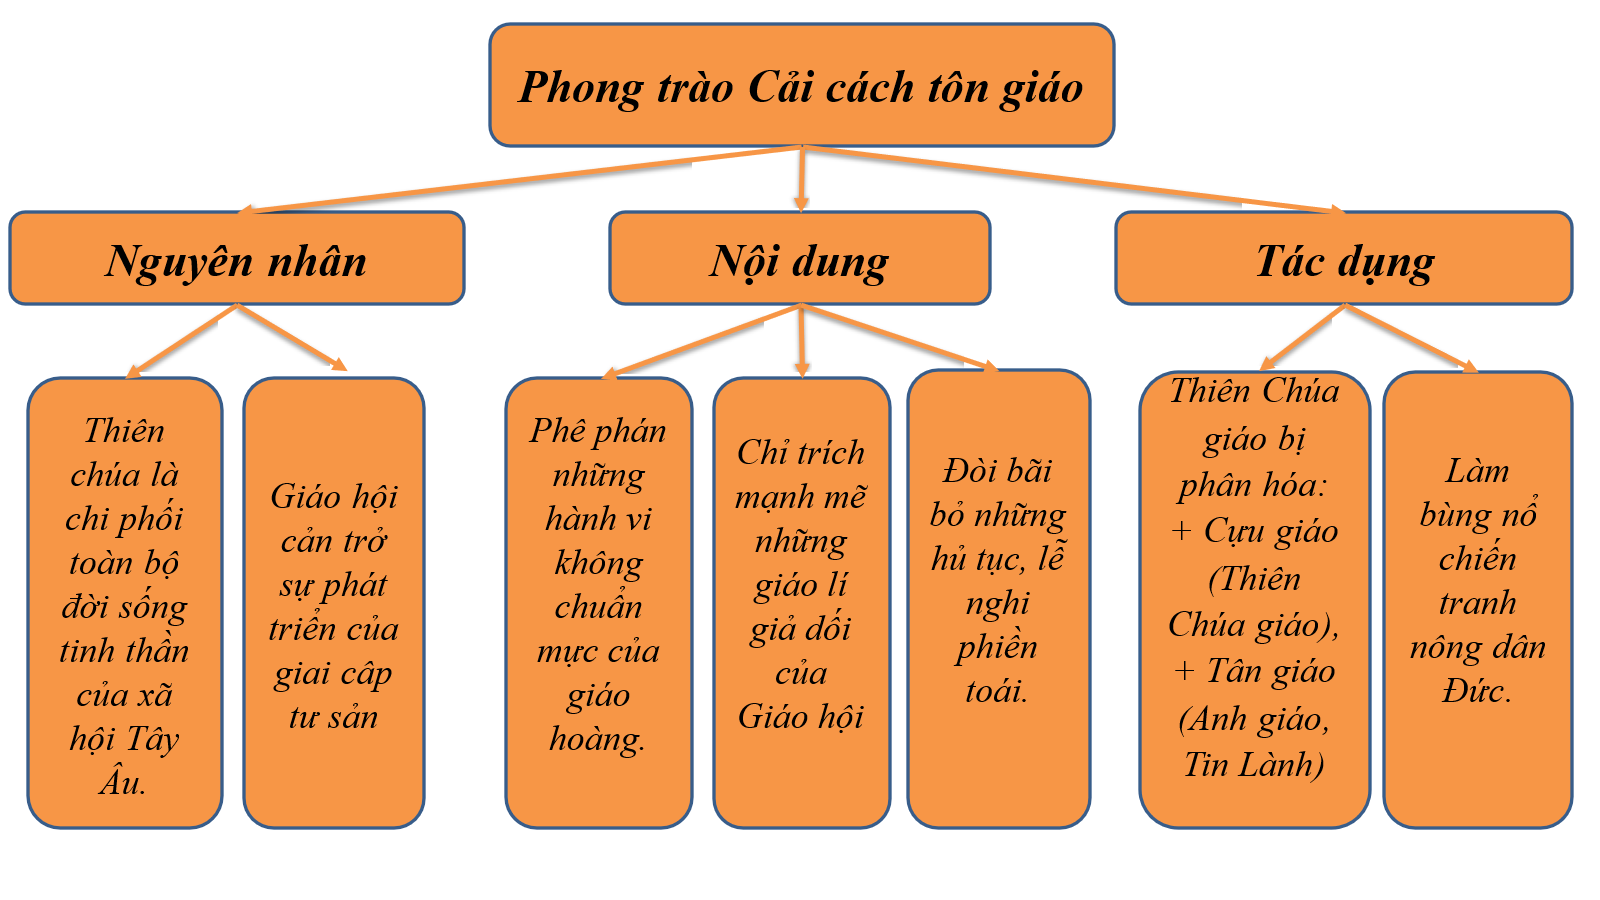 Phong trào Cải cách tôn giáo
Nguyên nhân
Nội dung
Tác dụng
Thiên
chúa là
chi phối
toàn bộ
đời sống
tinh thần
của xã
hội Tây
Âu.
Giáo hội
cản trở
sự phát
triển của
giai câp
tư sản
Phê phán
những
hành vi
không
chuẩn
mực của
giáo
hoàng.
Chỉ trích
mạnh mẽ
những
giáo lí
giả dối
của
Giáo hội
Đòi bãi
bỏ những
hủ tục, lễ
nghi
phiền
toái.
Thiên Chúa
giáo bị
phân hóa:
+ Cựu giáo
(Thiên
Chúa giáo),
+ Tân giáo
(Anh giáo,
Tin Lành)
Làm
bùng nổ
chiến
tranh
nông dân
Đức.